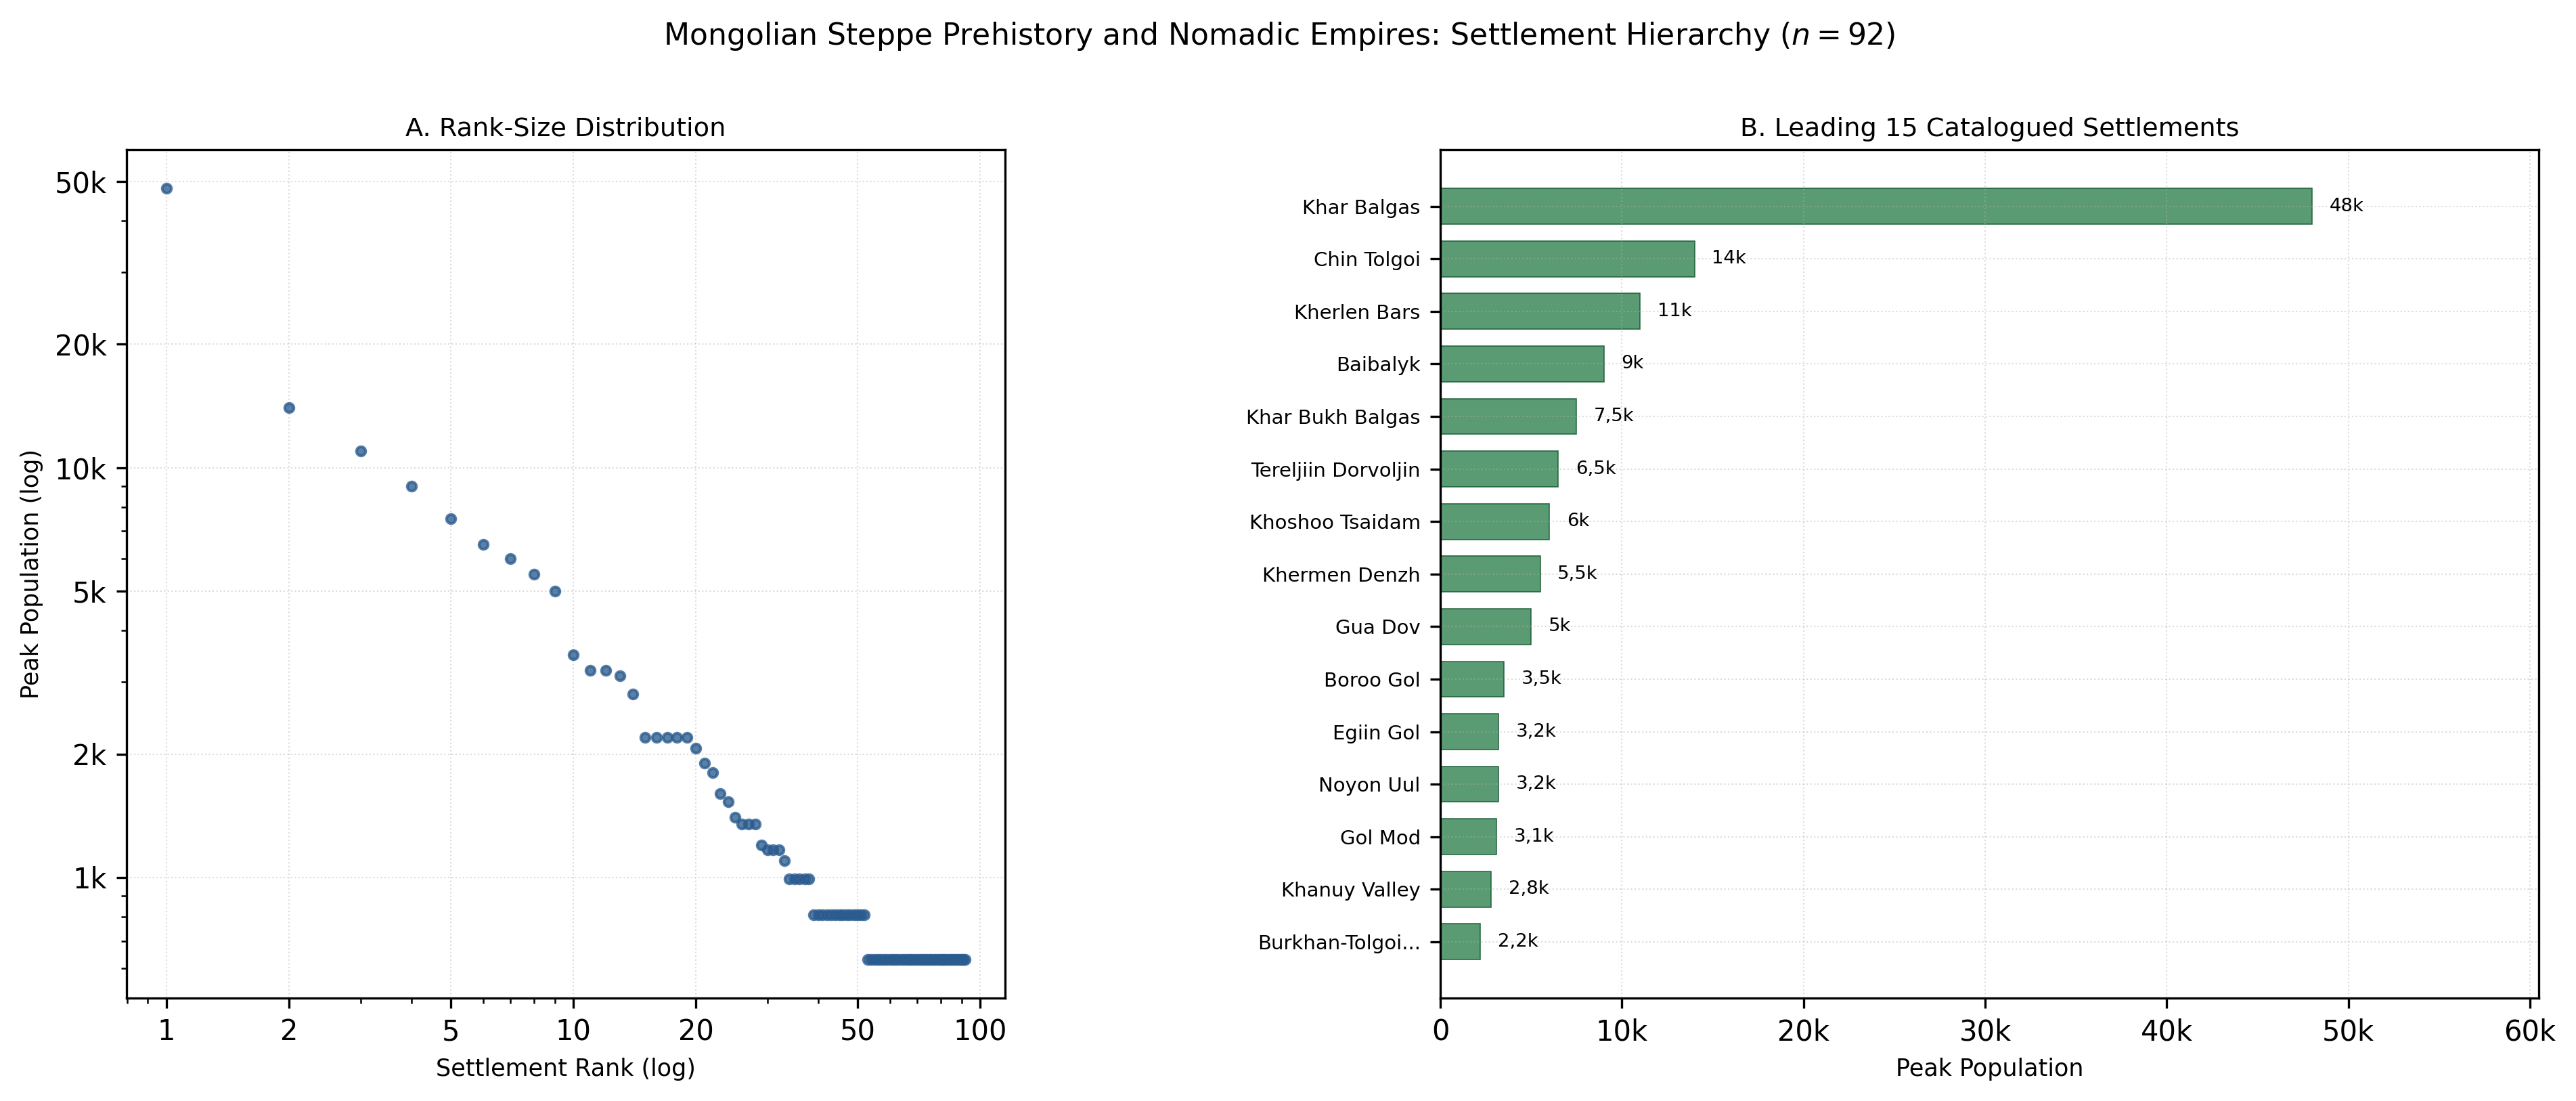 Mongolian Steppe Prehistory and Nomadic Empires: Settlement Hierarchy (n = 92)
A. Rank-Size Distribution
50k
20k
10k
5k
2k
1k
Peak Population (log)
1 2 5 10 20 50 100
Settlement Rank (log)
B. Leading 15 Catalogued Settlements
Khar Balgas 48k
Chin Tolgoi 14k
Kherlen Bars 11k
Baibalyk 9k
Khar Bukh Balgas 7,5k
Tereljiin Dorvoljin 6,5k
Khoshoo Tsaidam 6k
Khermen Denzh 5,5k
Gua Dov 5k
Boroo Gol 3,5k
Egiin Gol 3,2k
Noyon Uul 3,2k
Gol Mod 3,1k
Khanuy Valley 2,8k
Burkhan-Tolgoi... 2,2k
0 10k 20k 30k 40k 50k 60k
Peak Population